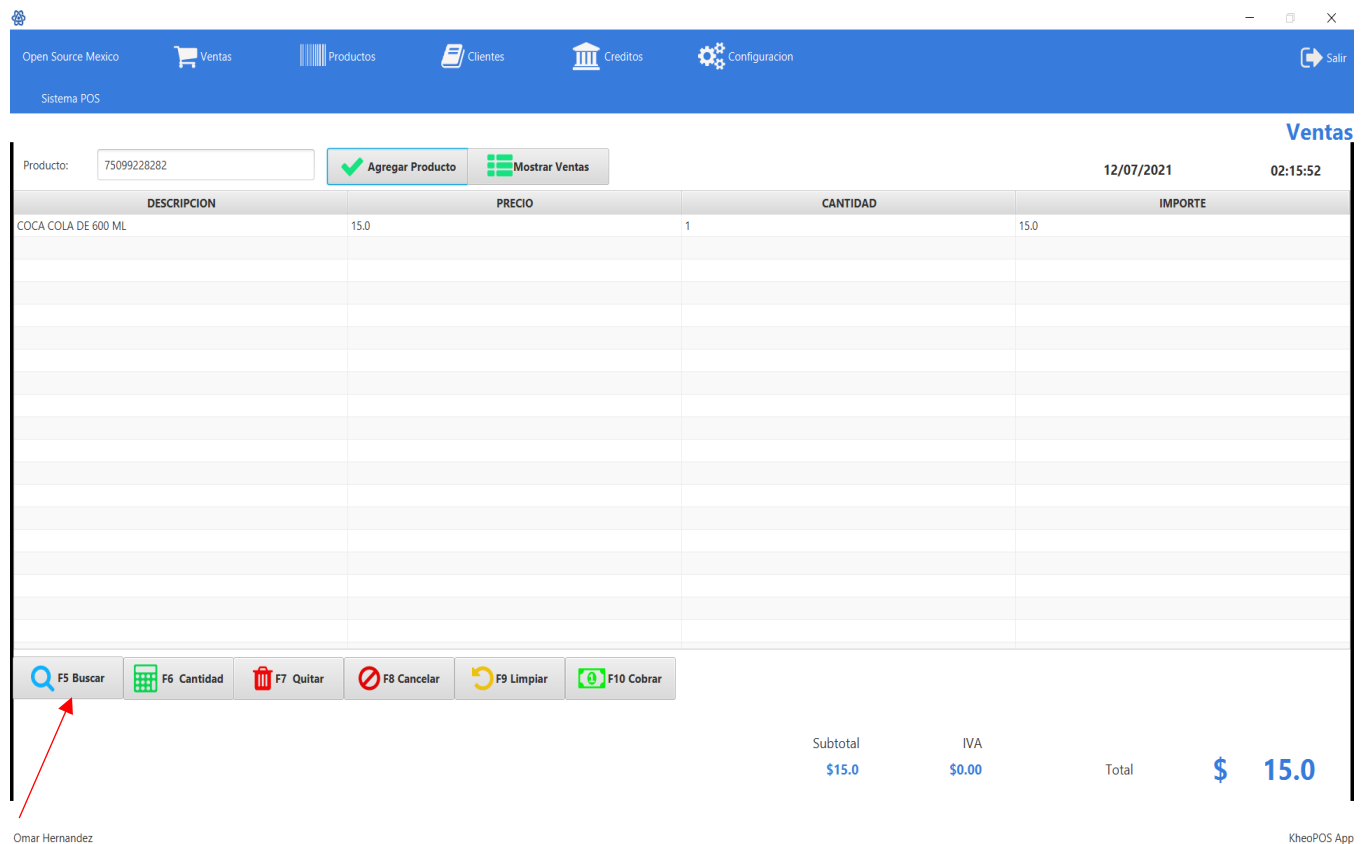 Open Source Mexico Ventas Productos Clientes Creditos Configuracion Salir
Sistema POS
Ventas
Producto: 75099228282 Agregar Producto Mostrar Ventas 12/07/2021 02:15:52
DESCRIPCION PRECIO CANTIDAD IMPORTE
COCA COLA DE 600 ML 15.0 1 15.0
F5 Buscar F6 Cantidad F7 Quitar F8 Cancelar F9 Limpiar F10 Cobrar
Subtotal IVA
$15.0 $0.00 Total $ 15.0
Omar Hernandez KheoPOS App